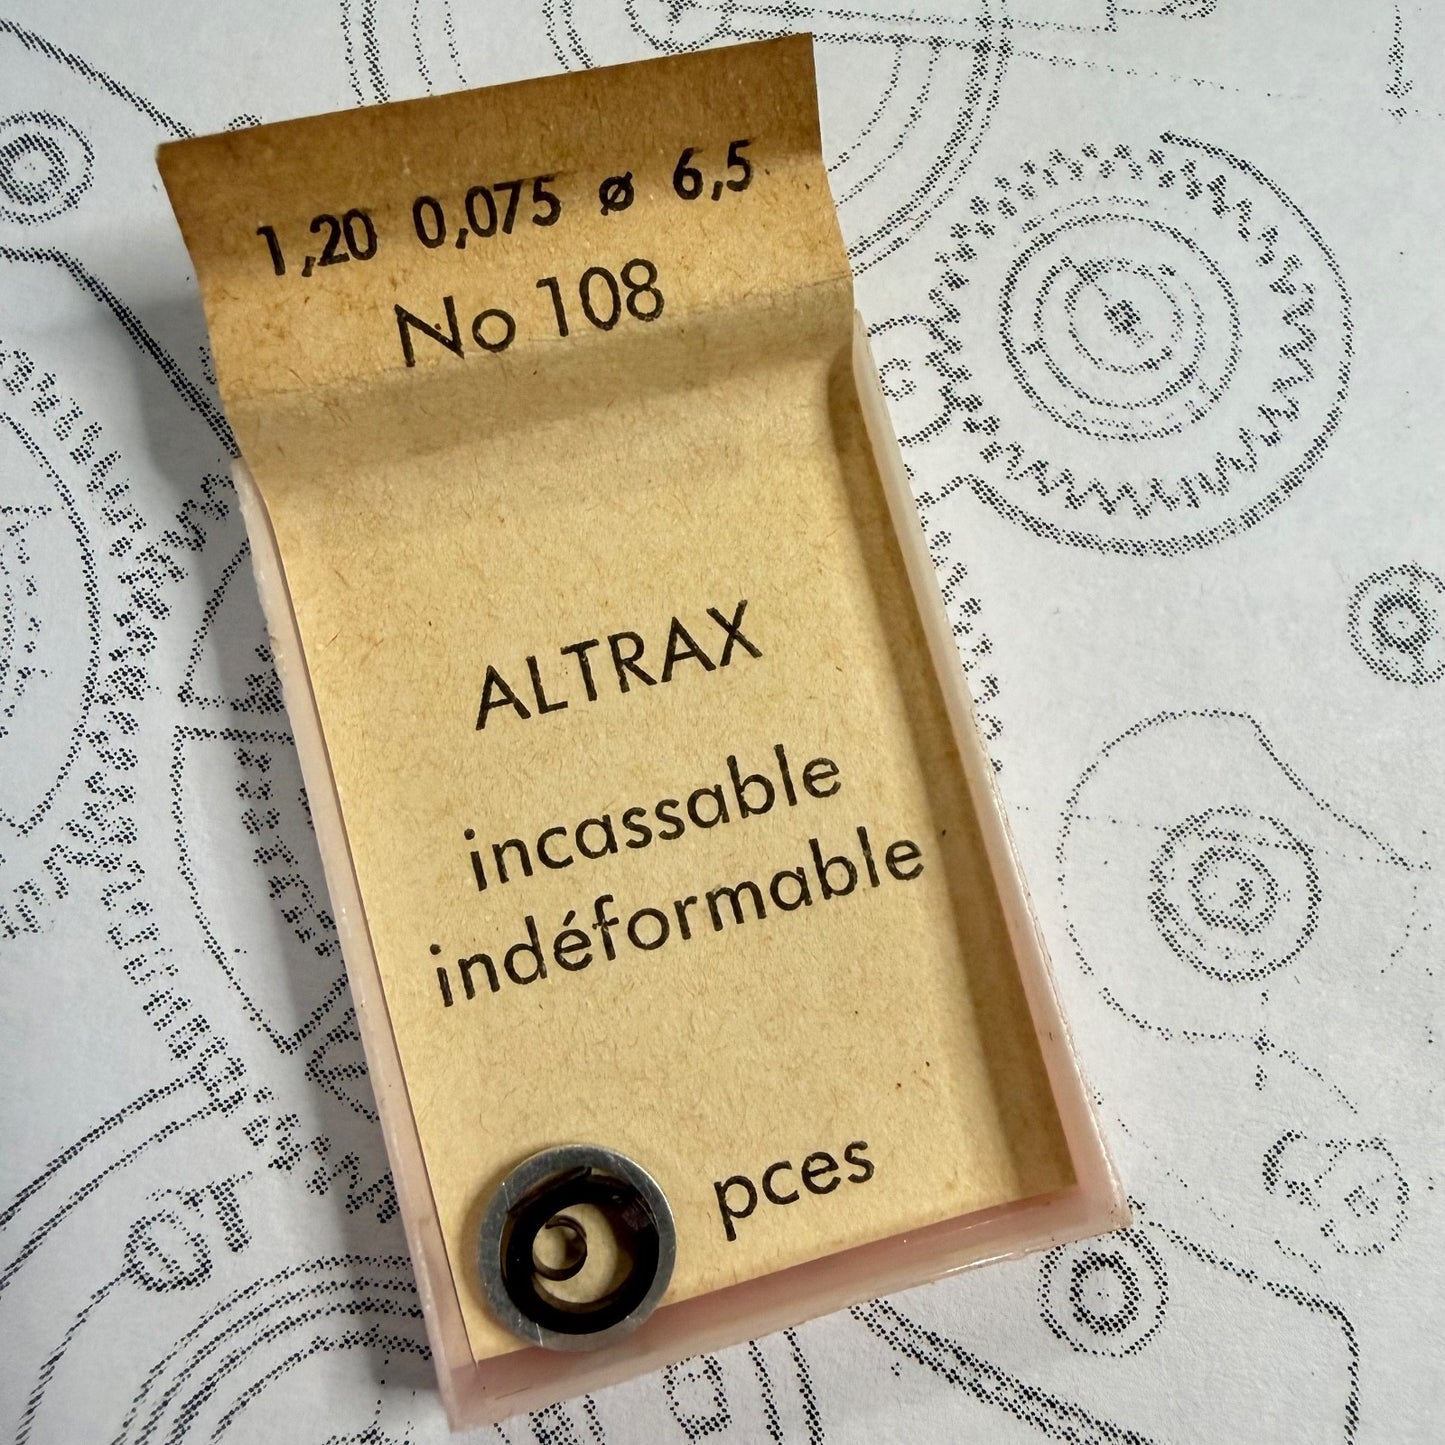 1,20 0,075 ø 6,5
No 108
ALTRAX
incassable
indéformable
pces